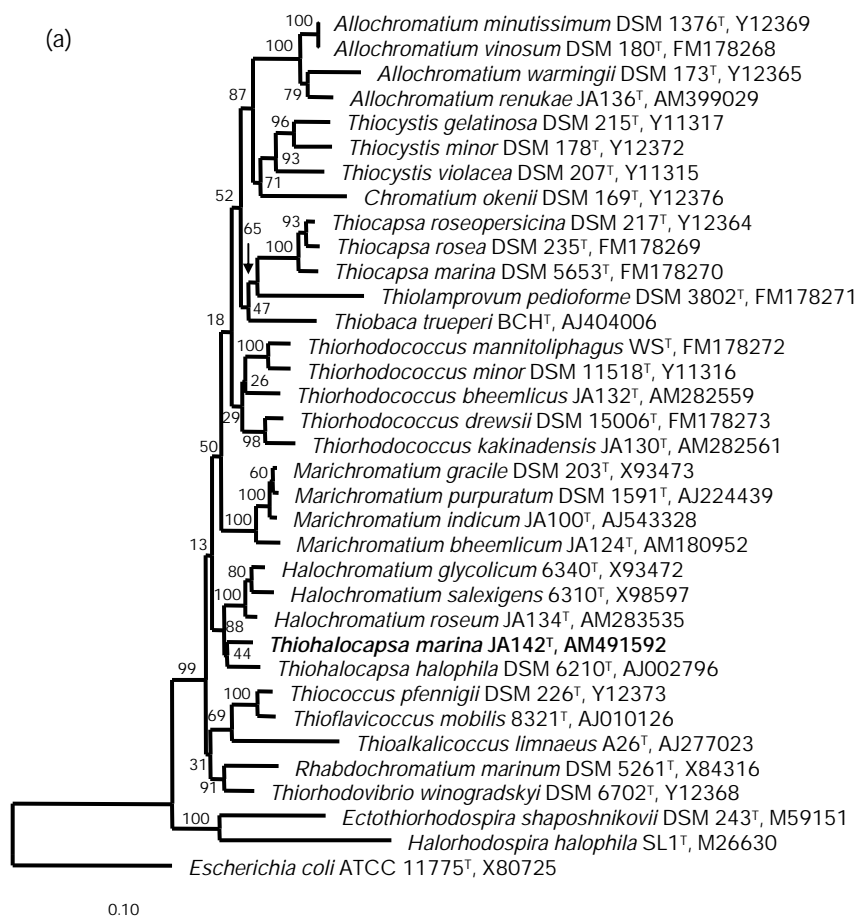 (a)
100
Allochromatium minutissimum DSM 1376ᵀ, Y12369
Allochromatium vinosum DSM 180ᵀ, FM178268
100
Allochromatium warmingii DSM 173ᵀ, Y12365
79
Allochromatium renukae JA136ᵀ, AM399029
87
96
Thiocystis gelatinosa DSM 215ᵀ, Y11317
Thiocystis minor DSM 178ᵀ, Y12372
93
Thiocystis violacea DSM 207ᵀ, Y11315
71
Chromatium okenii DSM 169ᵀ, Y12376
52
93
Thiocapsa roseopersicina DSM 217ᵀ, Y12364
65
100
Thiocapsa rosea DSM 235ᵀ, FM178269
Thiocapsa marina DSM 5653ᵀ, FM178270
Thiolamprovum pedioforme DSM 3802ᵀ, FM178271
47
Thiobaca trueperi BCHᵀ, AJ404006
18
100
Thiorhodococcus mannitoliphagus WSᵀ, FM178272
Thiorhodococcus minor DSM 11518ᵀ, Y11316
26
Thiorhodococcus bheemlicus JA132ᵀ, AM282559
29
Thiorhodococcus drewsii DSM 15006ᵀ, FM178273
98
Thiorhodococcus kakinadensis JA130ᵀ, AM282561
50
60
Marichromatium gracile DSM 203ᵀ, X93473
100
Marichromatium purpuratum DSM 1591ᵀ, AJ224439
100
Marichromatium indicum JA100ᵀ, AJ543328
Marichromatium bheemlicum JA124ᵀ, AM180952
13
80
Halochromatium glycolicum 6340ᵀ, X93472
100
Halochromatium salexigens 6310ᵀ, X98597
Halochromatium roseum JA134ᵀ, AM283535
88
Thiohalocapsa marina JA142ᵀ, AM491592
44
Thiohalocapsa halophila DSM 6210ᵀ, AJ002796
99
100
Thiococcus pfennigii DSM 226ᵀ, Y12373
69
Thioflavicoccus mobilis 8321ᵀ, AJ010126
Thioalkalicoccus limnaeus A26ᵀ, AJ277023
31
Rhabdochromatium marinum DSM 5261ᵀ, X84316
91
Thiorhodovibrio winogradskyi DSM 6702ᵀ, Y12368
100
Ectothiorhodospira shaposhnikovii DSM 243ᵀ, M59151
Halorhodospira halophila SL1ᵀ, M26630
Escherichia coli ATCC 11775ᵀ, X80725
0.10